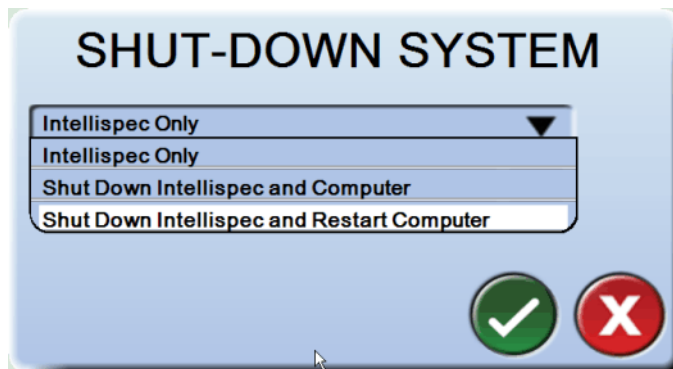 SHUT-DOWN SYSTEM
Intellispec Only
Intellispec Only
Shut Down Intellispec and Computer
Shut Down Intellispec and Restart Computer